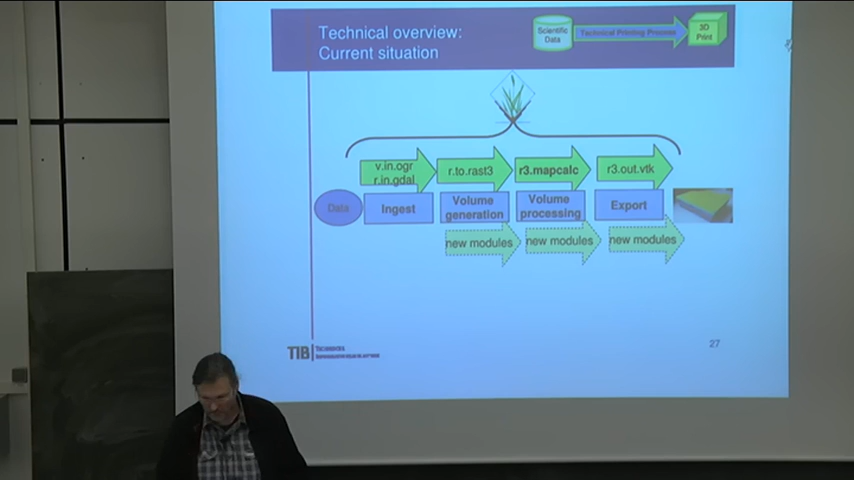 Technical overview:
Current situation
Scientific
Data
Technical Printing Process
3D
Print
v.in.ogr
r.in.gdal
r.to.rast3
r3.mapcalc
r3.out.vtk
Data
Ingest
Volume
generation
Volume
processing
Export
new modules
new modules
new modules
TIB
27